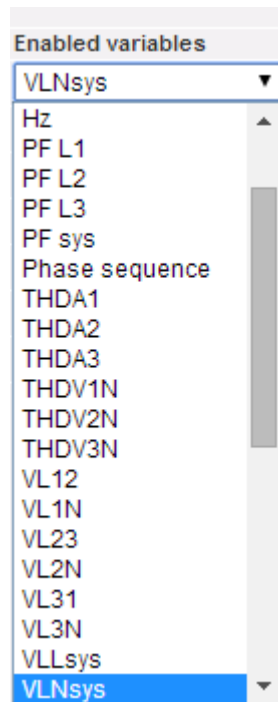 Enabled variables
VLNsys
Hz
PF L1
PF L2
PF L3
PF sys
Phase sequence
THDA1
THDA2
THDA3
THDV1N
THDV2N
THDV3N
VL12
VL1N
VL23
VL2N
VL31
VL3N
VLLsys
VLNsys